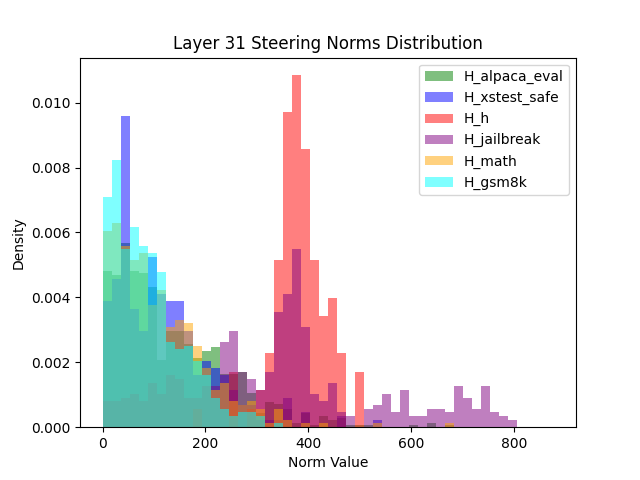 Layer 31 Steering Norms Distribution
H_alpaca_eval
H_xstest_safe
H_h
H_jailbreak
H_math
H_gsm8k
Density
0.010
0.008
0.006
0.004
0.002
0.000
0
200
400
600
800
Norm Value